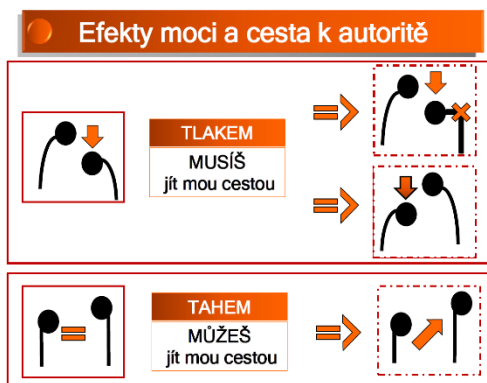 Efekty moci a cesta k autoritě
TLAKEM
MUSÍŠ
jít mou cestou
TAHEM
MŮŽEŠ
jít mou cestou